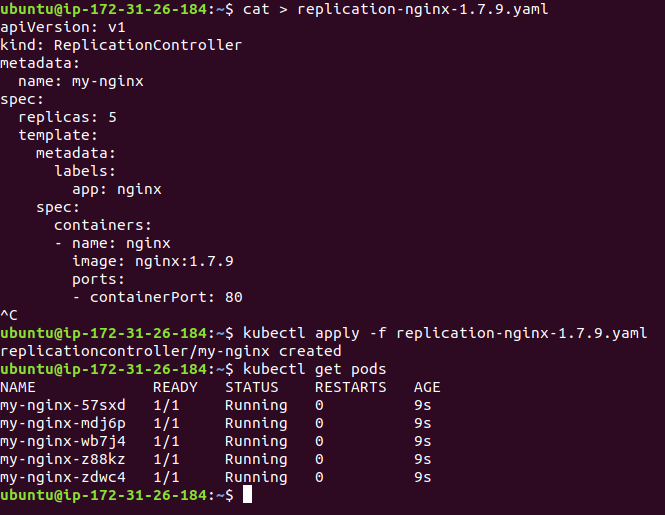 ubuntu@ip-172-31-26-184:~$ cat > replication-nginx-1.7.9.yaml
apiVersion: v1
kind: ReplicationController
metadata:
  name: my-nginx
spec:
  replicas: 5
  template:
    metadata:
      labels:
        app: nginx
    spec:
      containers:
      - name: nginx
        image: nginx:1.7.9
        ports:
        - containerPort: 80
^C
ubuntu@ip-172-31-26-184:~$ kubectl apply -f replication-nginx-1.7.9.yaml
replicationcontroller/my-nginx created
ubuntu@ip-172-31-26-184:~$ kubectl get pods
NAME             READY   STATUS    RESTARTS   AGE
my-nginx-57sxd   1/1     Running   0          9s
my-nginx-mdj6p   1/1     Running   0          9s
my-nginx-wb7j4   1/1     Running   0          9s
my-nginx-z88kz   1/1     Running   0          9s
my-nginx-zdwc4   1/1     Running   0          9s
ubuntu@ip-172-31-26-184:~$